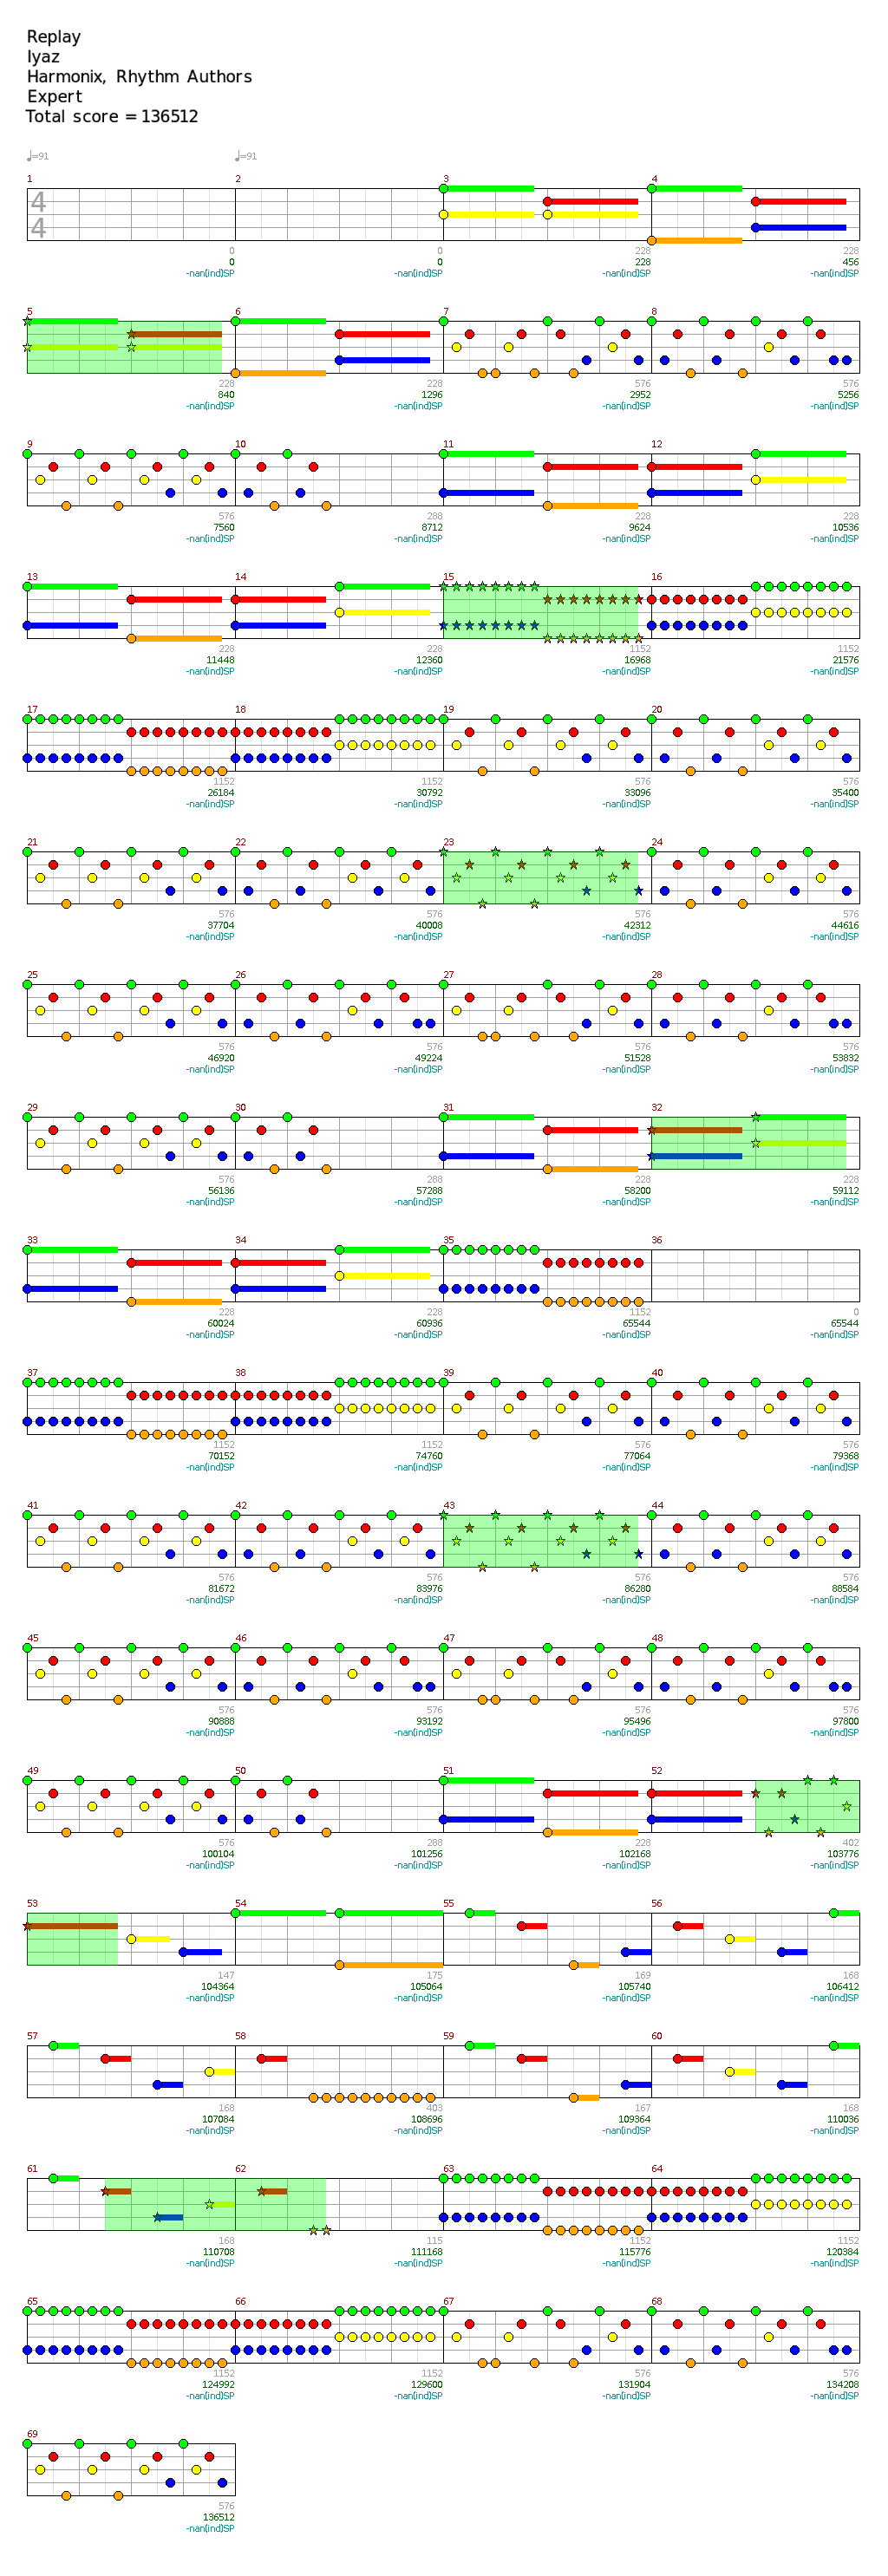 Replay
Iyaz
Harmonix, Rhythm Authors
Expert
Total score = 136512
♩=91 ♩=91
1 2 3 4
4
4
0 0 228 228
0 0 228 456
-nan(ind)SP -nan(ind)SP -nan(ind)SP -nan(ind)SP
5 6 7 8
228 228 576 576
840 1296 2952 5256
-nan(ind)SP -nan(ind)SP -nan(ind)SP -nan(ind)SP
9 10 11 12
576 288 228 228
7560 8712 9624 10536
-nan(ind)SP -nan(ind)SP -nan(ind)SP -nan(ind)SP
13 14 15 16
228 228 1152 1152
11448 12360 16968 21576
-nan(ind)SP -nan(ind)SP -nan(ind)SP -nan(ind)SP
17 18 19 20
1152 1152 576 576
26184 30792 33096 35400
-nan(ind)SP -nan(ind)SP -nan(ind)SP -nan(ind)SP
21 22 23 24
576 576 576 576
37704 40008 42312 44616
-nan(ind)SP -nan(ind)SP -nan(ind)SP -nan(ind)SP
25 26 27 28
576 576 576 576
46920 49224 51528 53832
-nan(ind)SP -nan(ind)SP -nan(ind)SP -nan(ind)SP
29 30 31 32
576 288 228 228
56136 57288 58200 59112
-nan(ind)SP -nan(ind)SP -nan(ind)SP -nan(ind)SP
33 34 35 36
228 228 1152 0
60024 60936 65544 65544
-nan(ind)SP -nan(ind)SP -nan(ind)SP -nan(ind)SP
37 38 39 40
1152 1152 576 576
70152 74760 77064 79368
-nan(ind)SP -nan(ind)SP -nan(ind)SP -nan(ind)SP
41 42 43 44
576 576 576 576
81672 83976 86280 88584
-nan(ind)SP -nan(ind)SP -nan(ind)SP -nan(ind)SP
45 46 47 48
576 576 576 576
90888 93192 95496 97800
-nan(ind)SP -nan(ind)SP -nan(ind)SP -nan(ind)SP
49 50 51 52
576 288 228 402
100104 101256 102168 103776
-nan(ind)SP -nan(ind)SP -nan(ind)SP -nan(ind)SP
53 54 55 56
147 175 169 168
104364 105064 105740 106412
-nan(ind)SP -nan(ind)SP -nan(ind)SP -nan(ind)SP
57 58 59 60
168 403 167 168
107084 108696 109364 110036
-nan(ind)SP -nan(ind)SP -nan(ind)SP -nan(ind)SP
61 62 63 64
168 115 1152 1152
110708 111168 115776 120384
-nan(ind)SP -nan(ind)SP -nan(ind)SP -nan(ind)SP
65 66 67 68
1152 1152 576 576
124992 129600 131904 134208
-nan(ind)SP -nan(ind)SP -nan(ind)SP -nan(ind)SP
69
576
136512
-nan(ind)SP